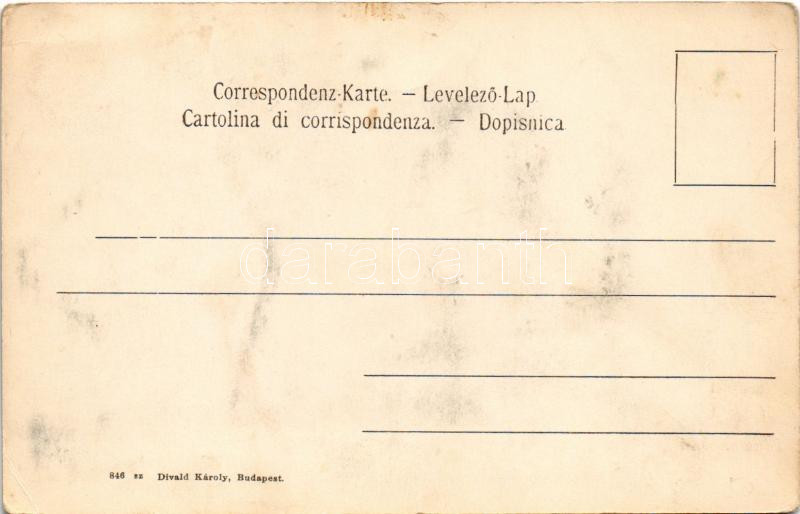 Correspondenz-Karte. — Levelező-Lap
Cartolina di corrispondenza. — Dopisnica
darabanth
846 sz Divald Károly, Budapest.